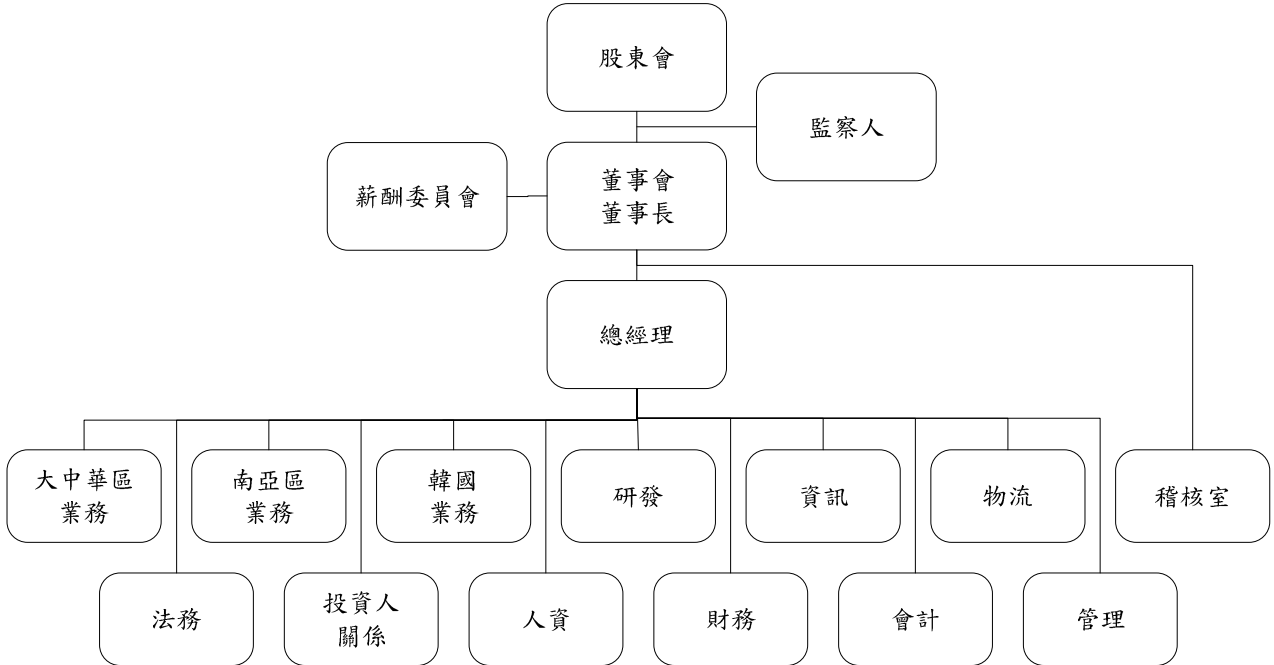 股東會
監察人
薪酬委員會
董事會
董事長
總經理
大中華區
業務
南亞區
業務
韓國
業務
研發
資訊
物流
稽核室
法務
投資人
關係
人資
財務
會計
管理